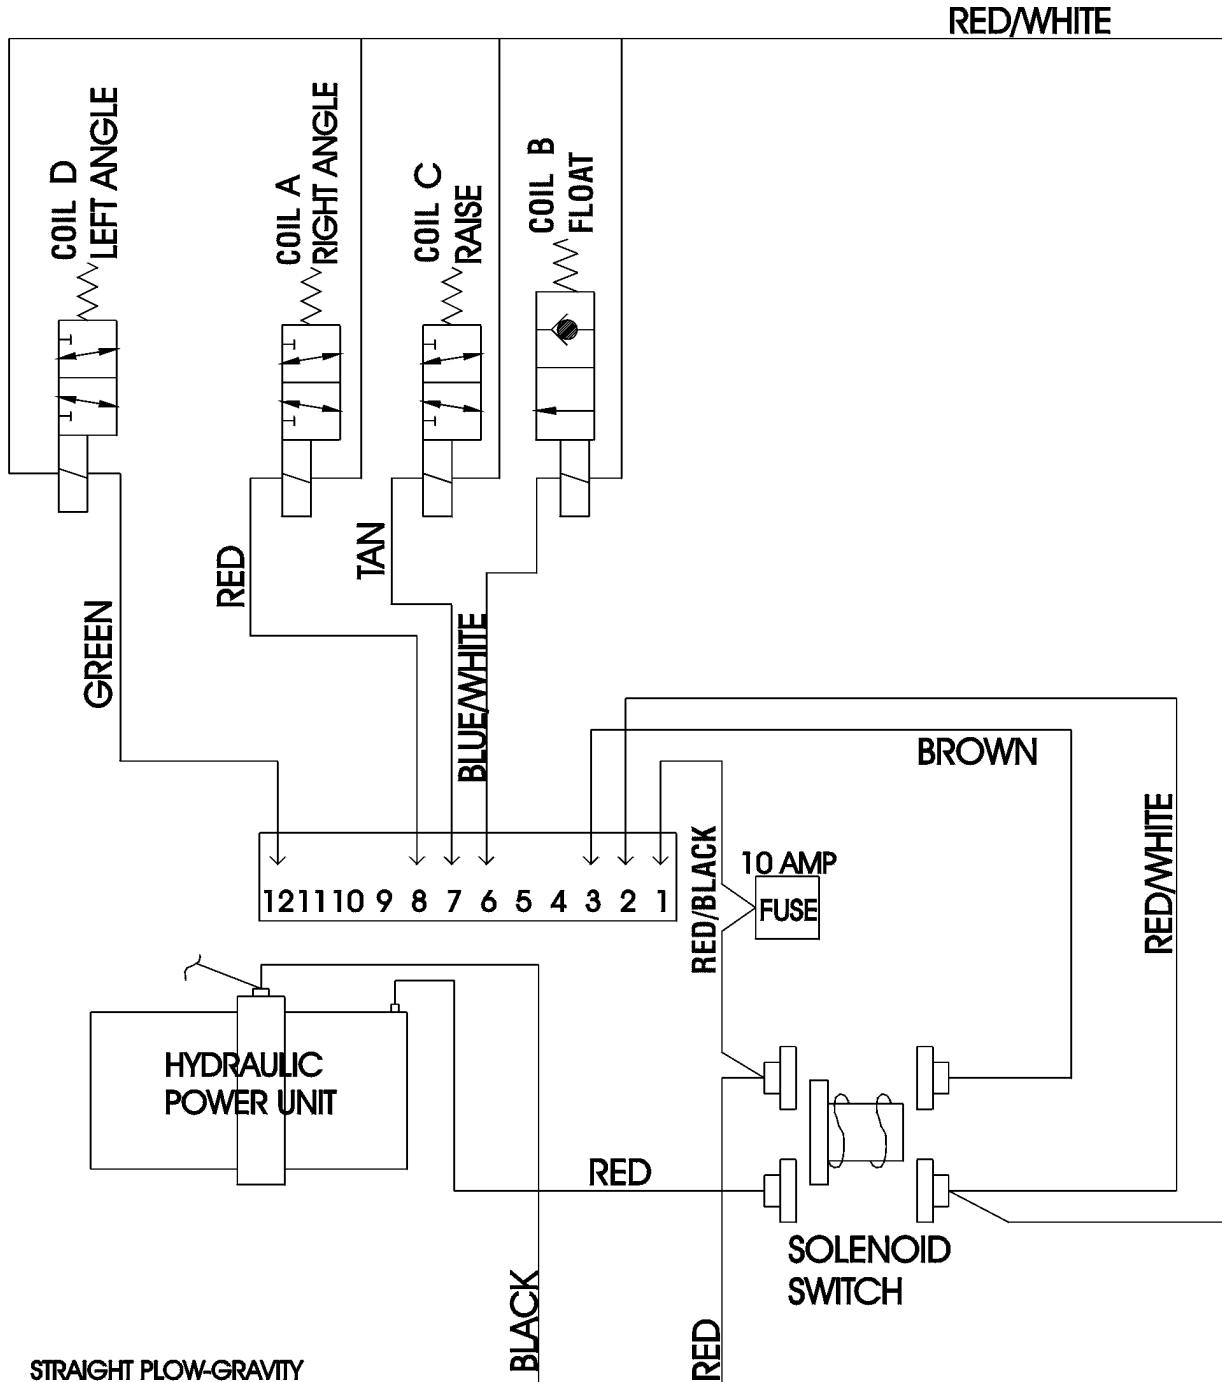 RED/WHITE
COIL D
LEFT ANGLE
COIL A
RIGHT ANGLE
COIL C
RAISE
COIL B
FLOAT
RED
TAN
GREEN
BLUE/WHITE
BROWN
RED/WHITE
RED/BLACK
10 AMP
FUSE
12 11 10 9 8 7 6 5 4 3 2 1
HYDRAULIC
POWER UNIT
RED
SOLENOID
SWITCH
BLACK
RED
STRAIGHT PLOW-GRAVITY